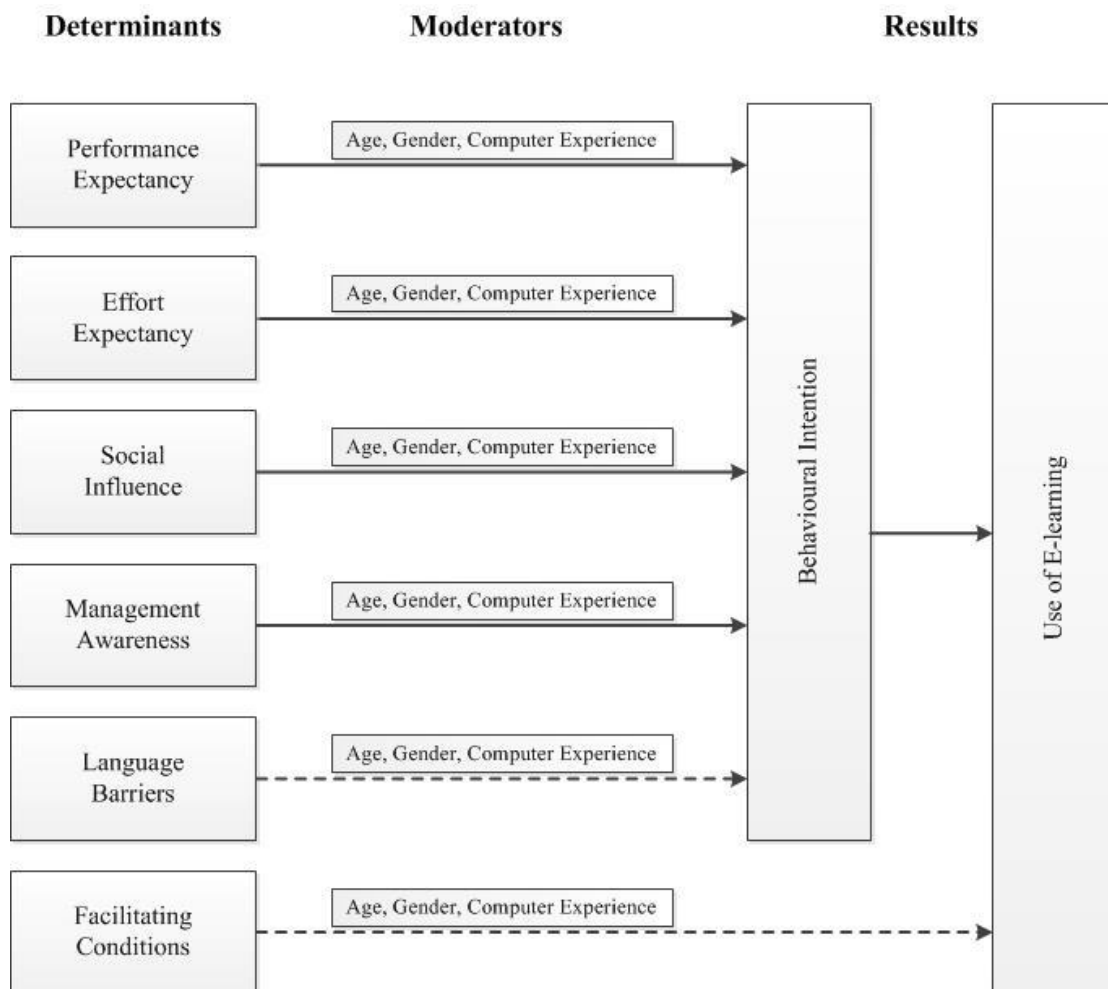 Determinants
Moderators
Results
Performance
Expectancy
Age, Gender, Computer Experience
Effort
Expectancy
Age, Gender, Computer Experience
Social
Influence
Age, Gender, Computer Experience
Management
Awareness
Age, Gender, Computer Experience
Language
Barriers
Age, Gender, Computer Experience
Facilitating
Conditions
Age, Gender, Computer Experience
Behavioural Intention
Use of E-learning